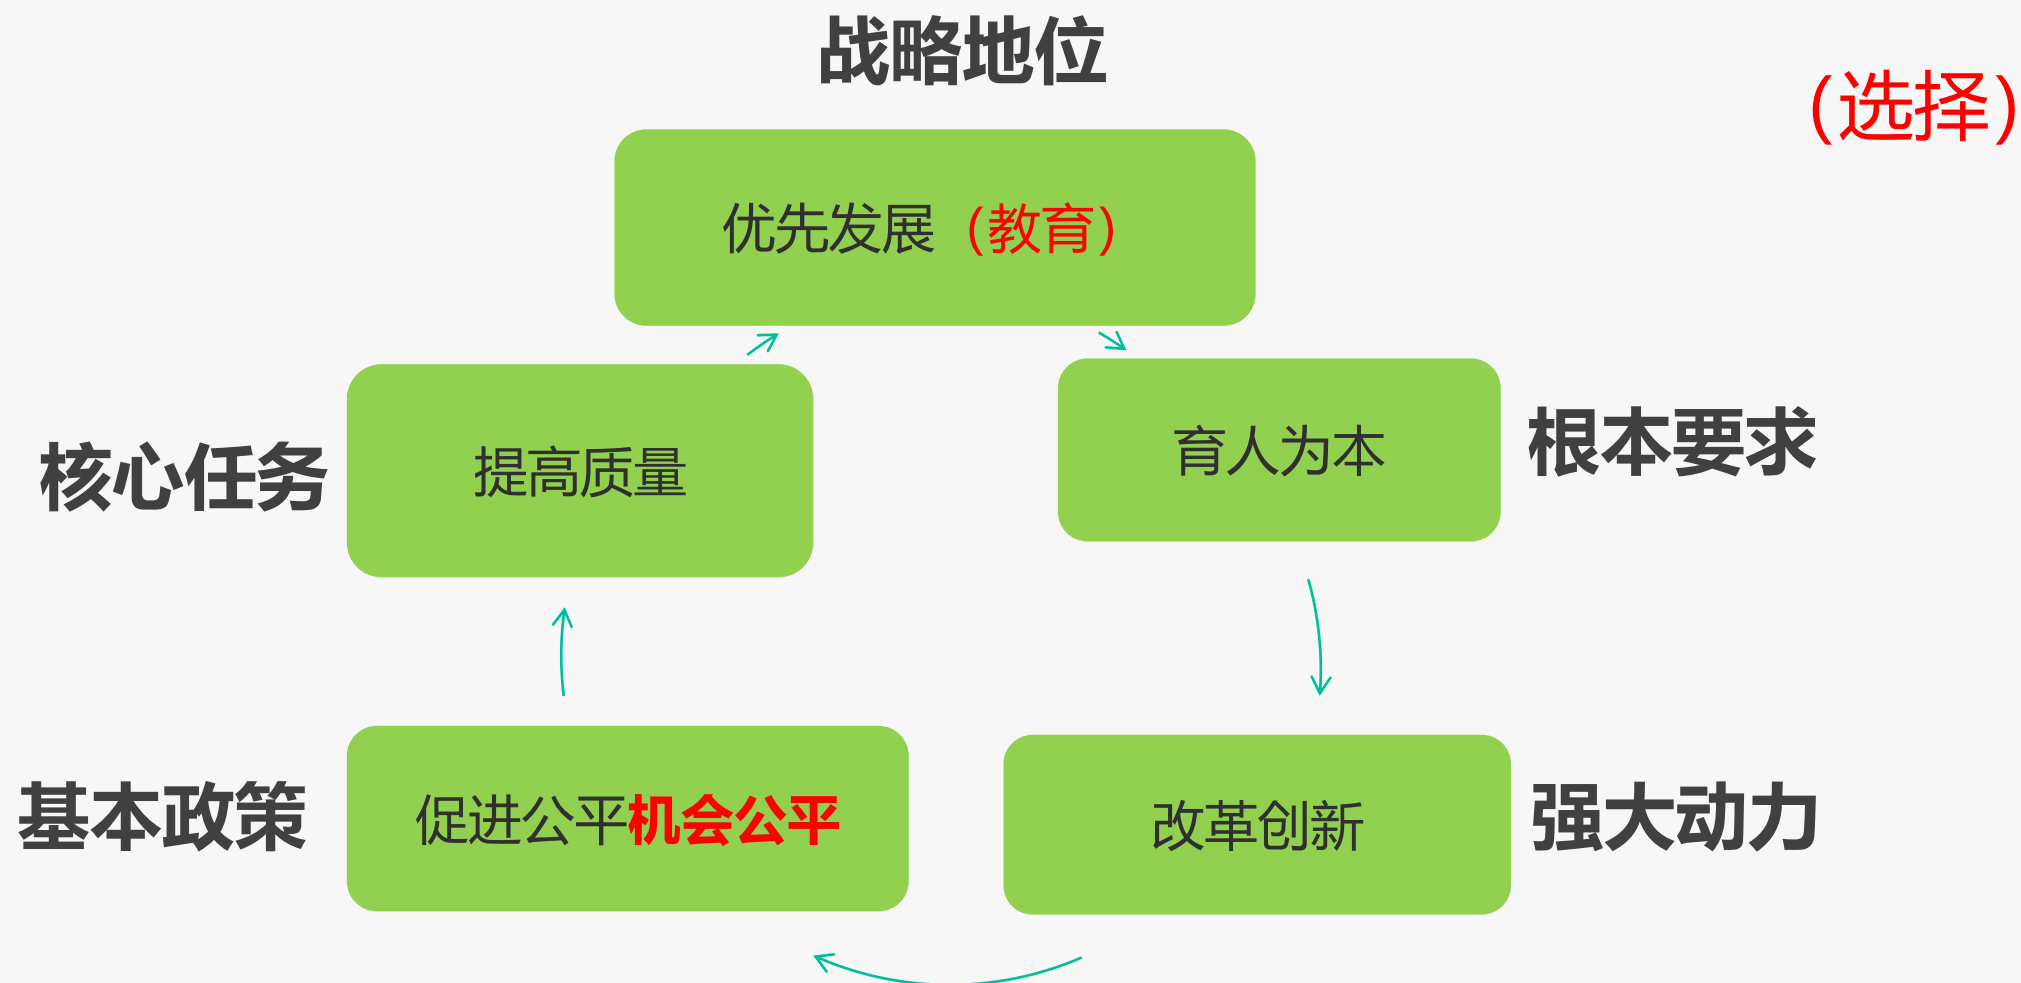 战略地位
（选择）
优先发展（教育）
核心任务
提高质量
育人为本
根本要求
基本政策
促进公平机会公平
改革创新
强大动力